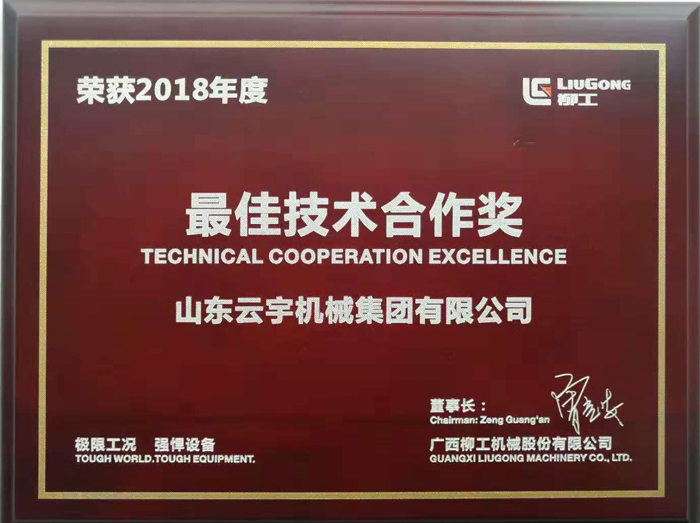 荣获2018年度
LIUGONG
柳工
最佳技术合作奖
TECHNICAL COOPERATION EXCELLENCE
山东云宇机械集团有限公司
董事长：
Chairman: Zeng Guang'an
极限工况 强悍设备
TOUGH WORLD.TOUGH EQUIPMENT.
广西柳工机械股份有限公司
GUANGXI LIUGONG MACHINERY CO., LTD.